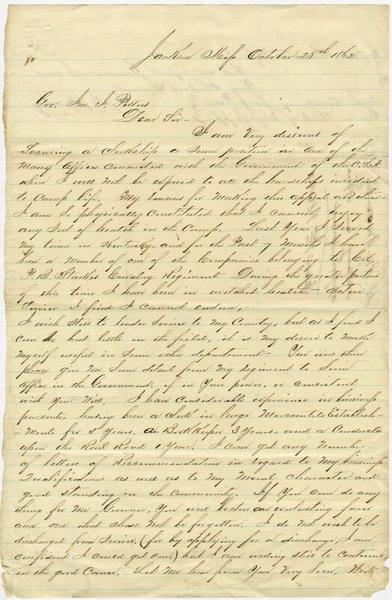 Jackson Miss October 28th 1862
Gov. Jno. J. Pettus
Dear Sir—
I am very desirous of
securing a Clerkship or some position in one of the
many Offices connected with the Government of the C.S.A.
where I will not be exposed to all the hardships incident
to Camp life. My reasons for making this appeal are these
I am so physically constituted that I cannot enjoy
any sort of health in the Camp. Last Year I served
my time in Kentucky and for the Past 7 Months I have
been a member of one of the Companies belonging to Col.
P. B. Starkes Cavalry Regiment During the greater portion
of this time I have been in wretched health— active
service I find I cannot endure,
I wish still to render service to my Country, but as I find I
can be but little in the field, it is my desire to make
myself useful in some other department— You will then
please give me some detail from my Regiment to some
office in the Government, if in your power, or consistent
with your Will, I have considerable experience in business
pursuits, having been a Clerk in large Mercantile Establish-
ments for 5 Years, as Book Keeper 3 Years and a Conductor
upon the Rail Road 1 Year, I can get any Number
of letters of Recommendation in regard to my business
qualifications as well as to my Moral character and
good standing in the Community. If You can do any
thing for me Governor, You will bestow an everlasting favor
and one that shall not be forgotten. I do not wish to be
discharged from service, (for by applying for a discharge, I am
confident I could get one,) but I am willing still to continue
in the good Cause. Let me hear from You very soon,